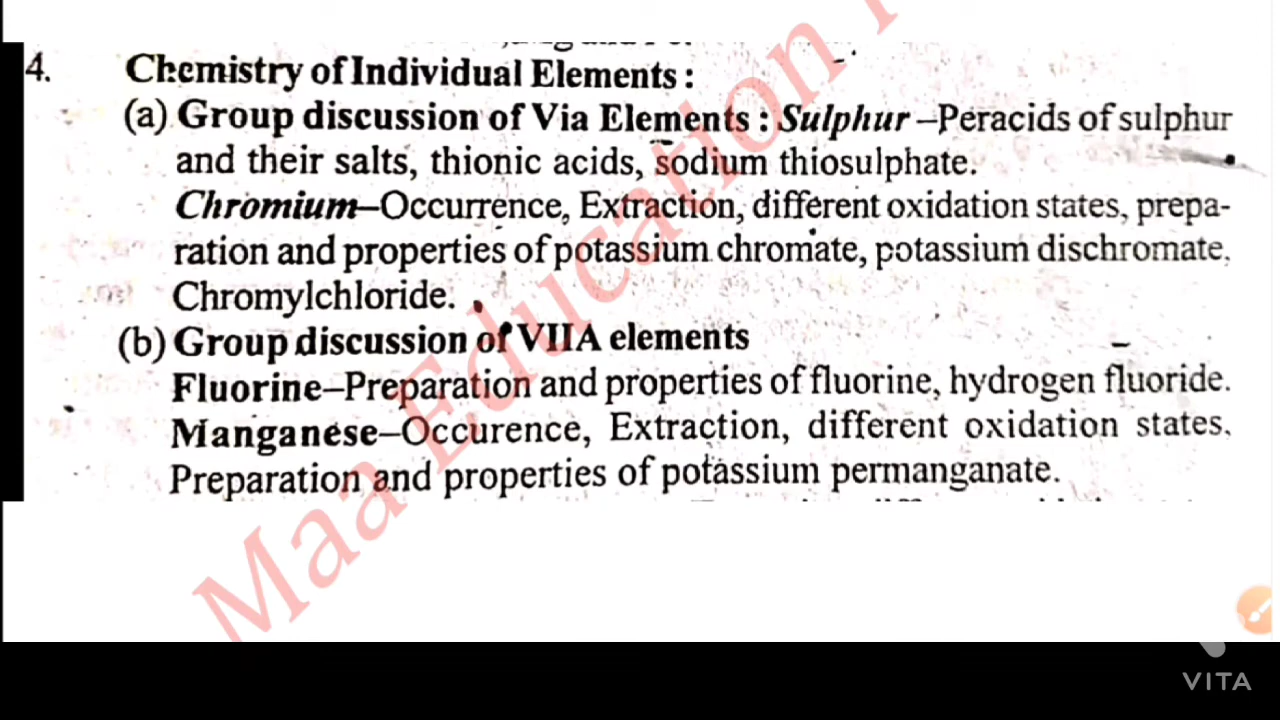 4. Chemistry of Individual Elements :
(a) Group discussion of Via Elements : Sulphur –Peracids of sulphur
and their salts, thionic acids, sodium thiosulphate.
Chromium–Occurrence, Extraction, different oxidation states, prepa-
ration and properties of potassium chromate, potassium dischromate,
Chromylchloride.
(b) Group discussion of VIIA elements
Fluorine–Preparation and properties of fluorine, hydrogen fluoride.
Manganese–Occurence, Extraction, different oxidation states.
Preparation and properties of potassium permanganate.
Maa Education
VITA